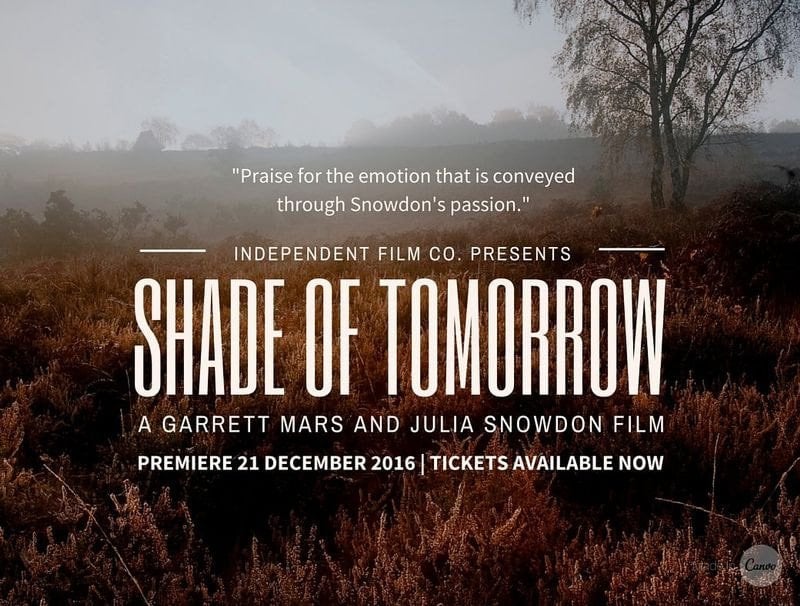 "Praise for the emotion that is conveyed
through Snowdon's passion."
INDEPENDENT FILM CO. PRESENTS
SHADE OF TOMORROW
A GARRETT MARS AND JULIA SNOWDON FILM
PREMIERE 21 DECEMBER 2016 | TICKETS AVAILABLE NOW
Canva